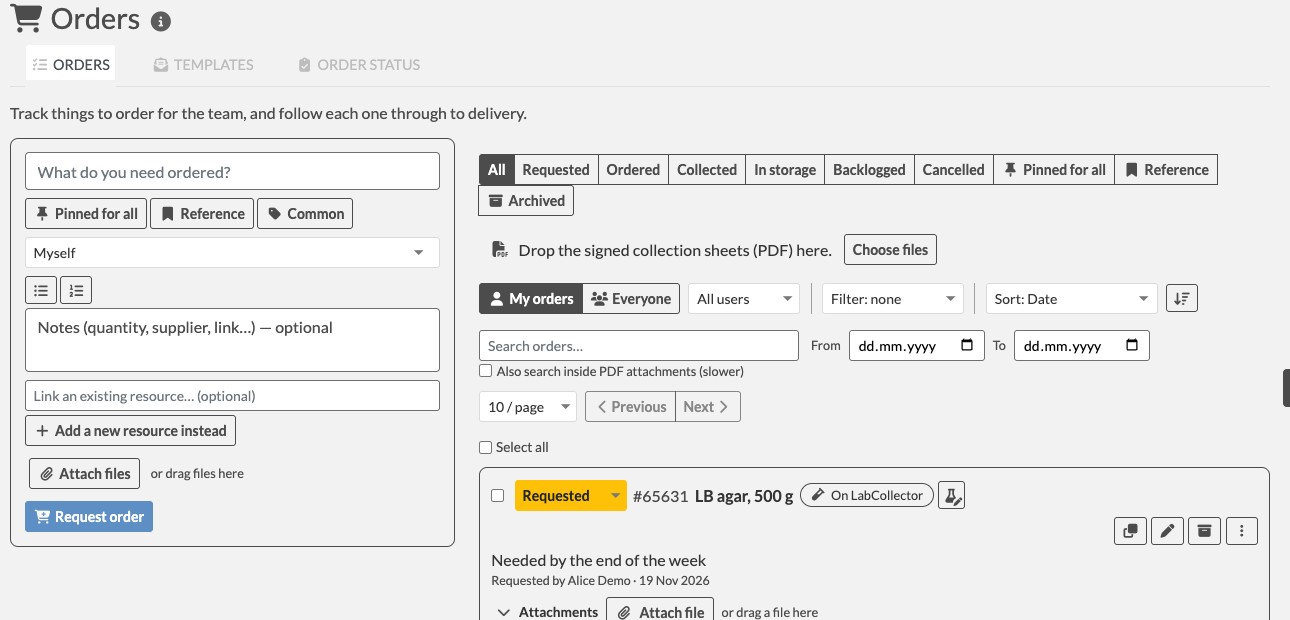 Orders
ORDERS TEMPLATES ORDER STATUS
Track things to order for the team, and follow each one through to delivery.
What do you need ordered?
Pinned for all Reference Common
Myself
Notes (quantity, supplier, link...) — optional
Link an existing resource... (optional)
Add a new resource instead
Attach files or drag files here
Request order
All Requested Ordered Collected In storage Backlogged Cancelled Pinned for all Reference
Archived
PDF Drop the signed collection sheets (PDF) here. Choose files
My orders Everyone All users Filter: none Sort: Date
Search orders... From dd.mm.yyyy To dd.mm.yyyy
Also search inside PDF attachments (slower)
10 / page Previous Next
Select all
Requested #65631 LB agar, 500 g On LabCollector
Needed by the end of the week
Requested by Alice Demo · 19 Nov 2026
Attachments Attach file or drag a file here